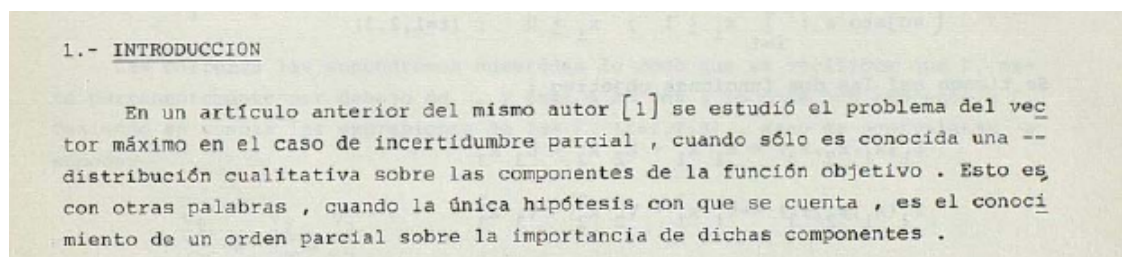 1.- INTRODUCCION
En un artículo anterior del mismo autor [1] se estudió el problema del vec
tor máximo en el caso de incertidumbre parcial , cuando sólo es conocida una --
distribución cualitativa sobre las componentes de la función objetivo . Esto es,
con otras palabras , cuando la única hipótesis con que se cuenta , es el conoci
miento de un orden parcial sobre la importancia de dichas componentes .